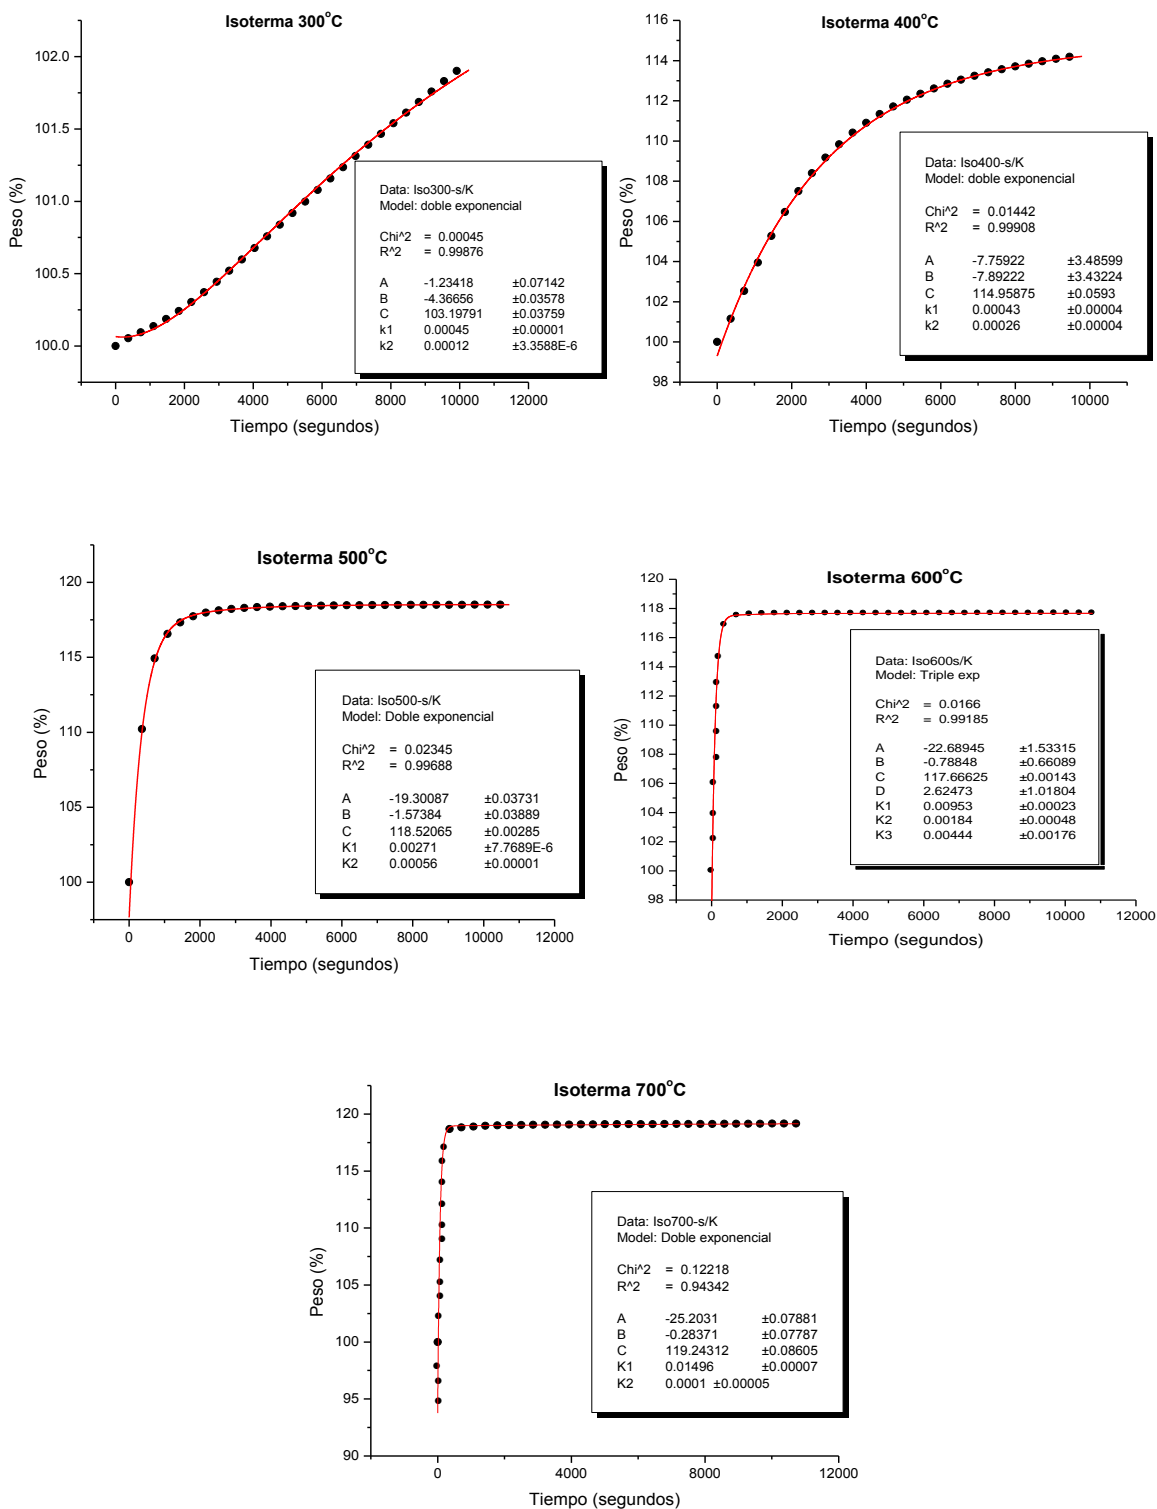 Isoterma 300°C
102.0
101.5
101.0
100.5
100.0
Peso (%)
0 2000 4000 6000 8000 10000 12000
Tiempo (segundos)
Data: Iso300-s/K
Model: doble exponencial
Chi^2 = 0.00045
R^2 = 0.99876
A -1.23418 ±0.07142
B -4.36656 ±0.03578
C 103.19791 ±0.03759
k1 0.00045 ±0.00001
k2 0.00012 ±3.3588E-6
Isoterma 400°C
116
114
112
110
108
106
104
102
100
98
Peso (%)
0 2000 4000 6000 8000 10000
Tiempo (segundos)
Data: Iso400-s/K
Model: doble exponencial
Chi^2 = 0.01442
R^2 = 0.99908
A -7.75922 ±3.48599
B -7.89222 ±3.43224
C 114.95875 ±0.0593
k1 0.00043 ±0.00004
k2 0.00026 ±0.00004
Isoterma 500°C
120
115
110
105
100
Peso (%)
0 2000 4000 6000 8000 10000 12000
Tiempo (segundos)
Data: Iso500-s/K
Model: Doble exponencial
Chi^2 = 0.02345
R^2 = 0.99688
A -19.30087 ±0.03731
B -1.57384 ±0.03889
C 118.52065 ±0.00285
K1 0.00271 ±7.7689E-6
K2 0.00056 ±0.00001
Isoterma 600°C
120
118
116
114
112
110
108
106
104
102
100
98
Peso (%)
0 2000 4000 6000 8000 10000 12000
Tiempo (segundos)
Data: Iso600s/K
Model: Triple exp
Chi^2 = 0.0166
R^2 = 0.99185
A -22.68945 ±1.53315
B -0.78848 ±0.66089
C 117.66625 ±0.00143
D 2.62473 ±1.01804
K1 0.00953 ±0.00023
K2 0.00184 ±0.00048
K3 0.00444 ±0.00176
Isoterma 700°C
120
115
110
105
100
95
90
Peso (%)
0 4000 8000 12000
Tiempo (segundos)
Data: Iso700-s/K
Model: Doble exponencial
Chi^2 = 0.12218
R^2 = 0.94342
A -25.2031 ±0.07881
B -0.28371 ±0.07787
C 119.24312 ±0.08605
K1 0.01496 ±0.00007
K2 0.0001 ±0.00005